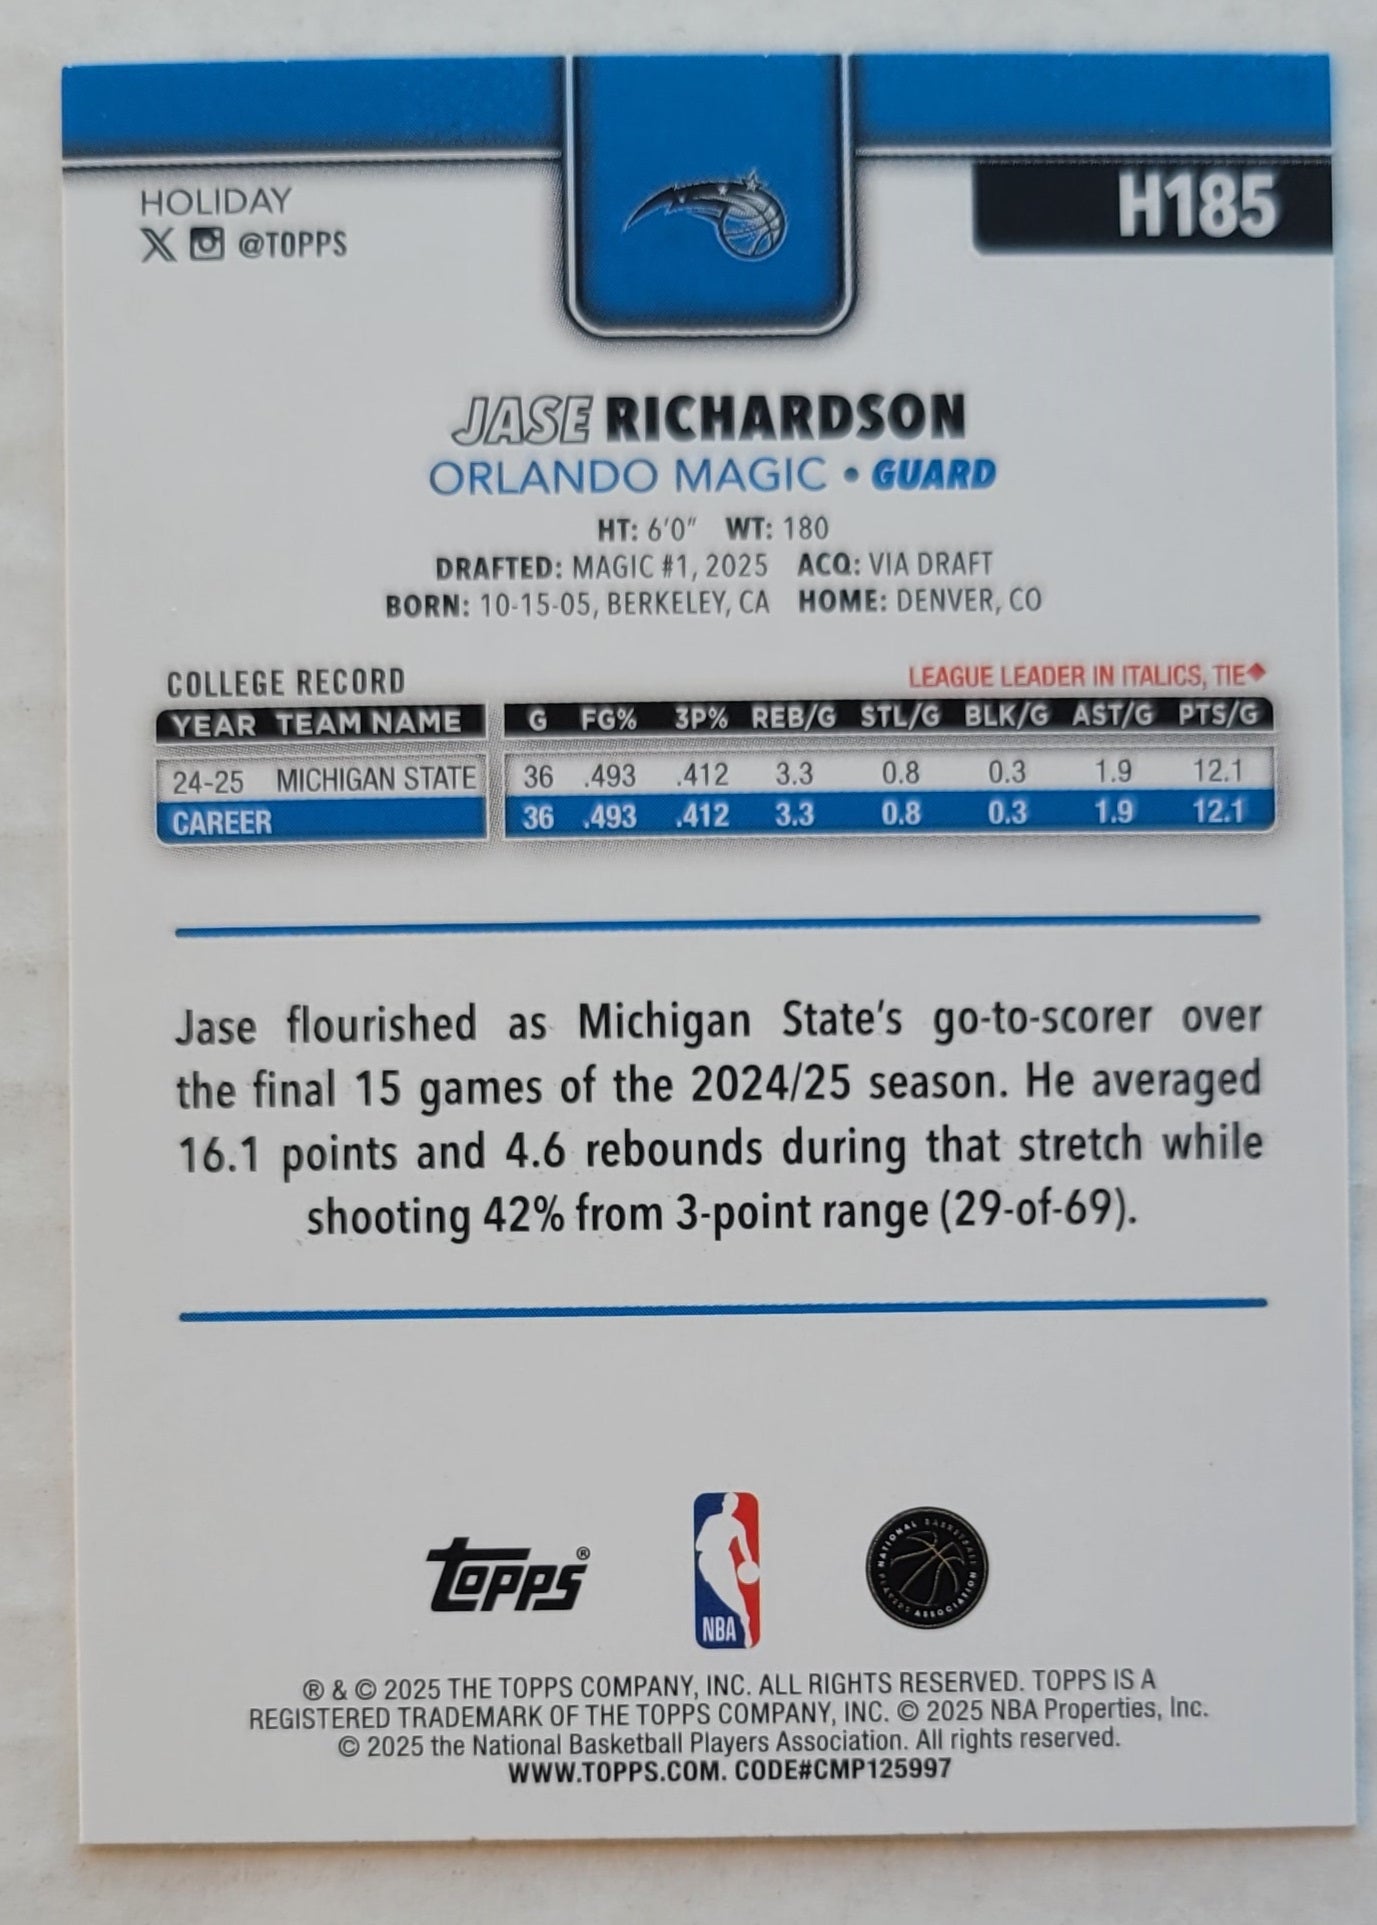 HOLIDAY
X @TOPPS
H185
JASE RICHARDSON
ORLANDO MAGIC • GUARD
HT: 6'0" WT: 180
DRAFTED: MAGIC #1, 2025 ACQ: VIA DRAFT
BORN: 10-15-05, BERKELEY, CA HOME: DENVER, CO
COLLEGE RECORD LEAGUE LEADER IN ITALICS, TIE◆
YEAR TEAM NAME G FG% 3P% REB/G STL/G BLK/G AST/G PTS/G
24-25 MICHIGAN STATE 36 .493 .412 3.3 0.8 0.3 1.9 12.1
CAREER 36 .493 .412 3.3 0.8 0.3 1.9 12.1
Jase flourished as Michigan State's go-to-scorer over
the final 15 games of the 2024/25 season. He averaged
16.1 points and 4.6 rebounds during that stretch while
shooting 42% from 3-point range (29-of-69).
TOPPS®
NBA
NATIONAL BASKETBALL PLAYERS ASSOCIATION
® & © 2025 THE TOPPS COMPANY, INC. ALL RIGHTS RESERVED. TOPPS IS A
REGISTERED TRADEMARK OF THE TOPPS COMPANY, INC. © 2025 NBA Properties, Inc.
© 2025 the National Basketball Players Association. All rights reserved.
WWW.TOPPS.COM. CODE#CMP125997